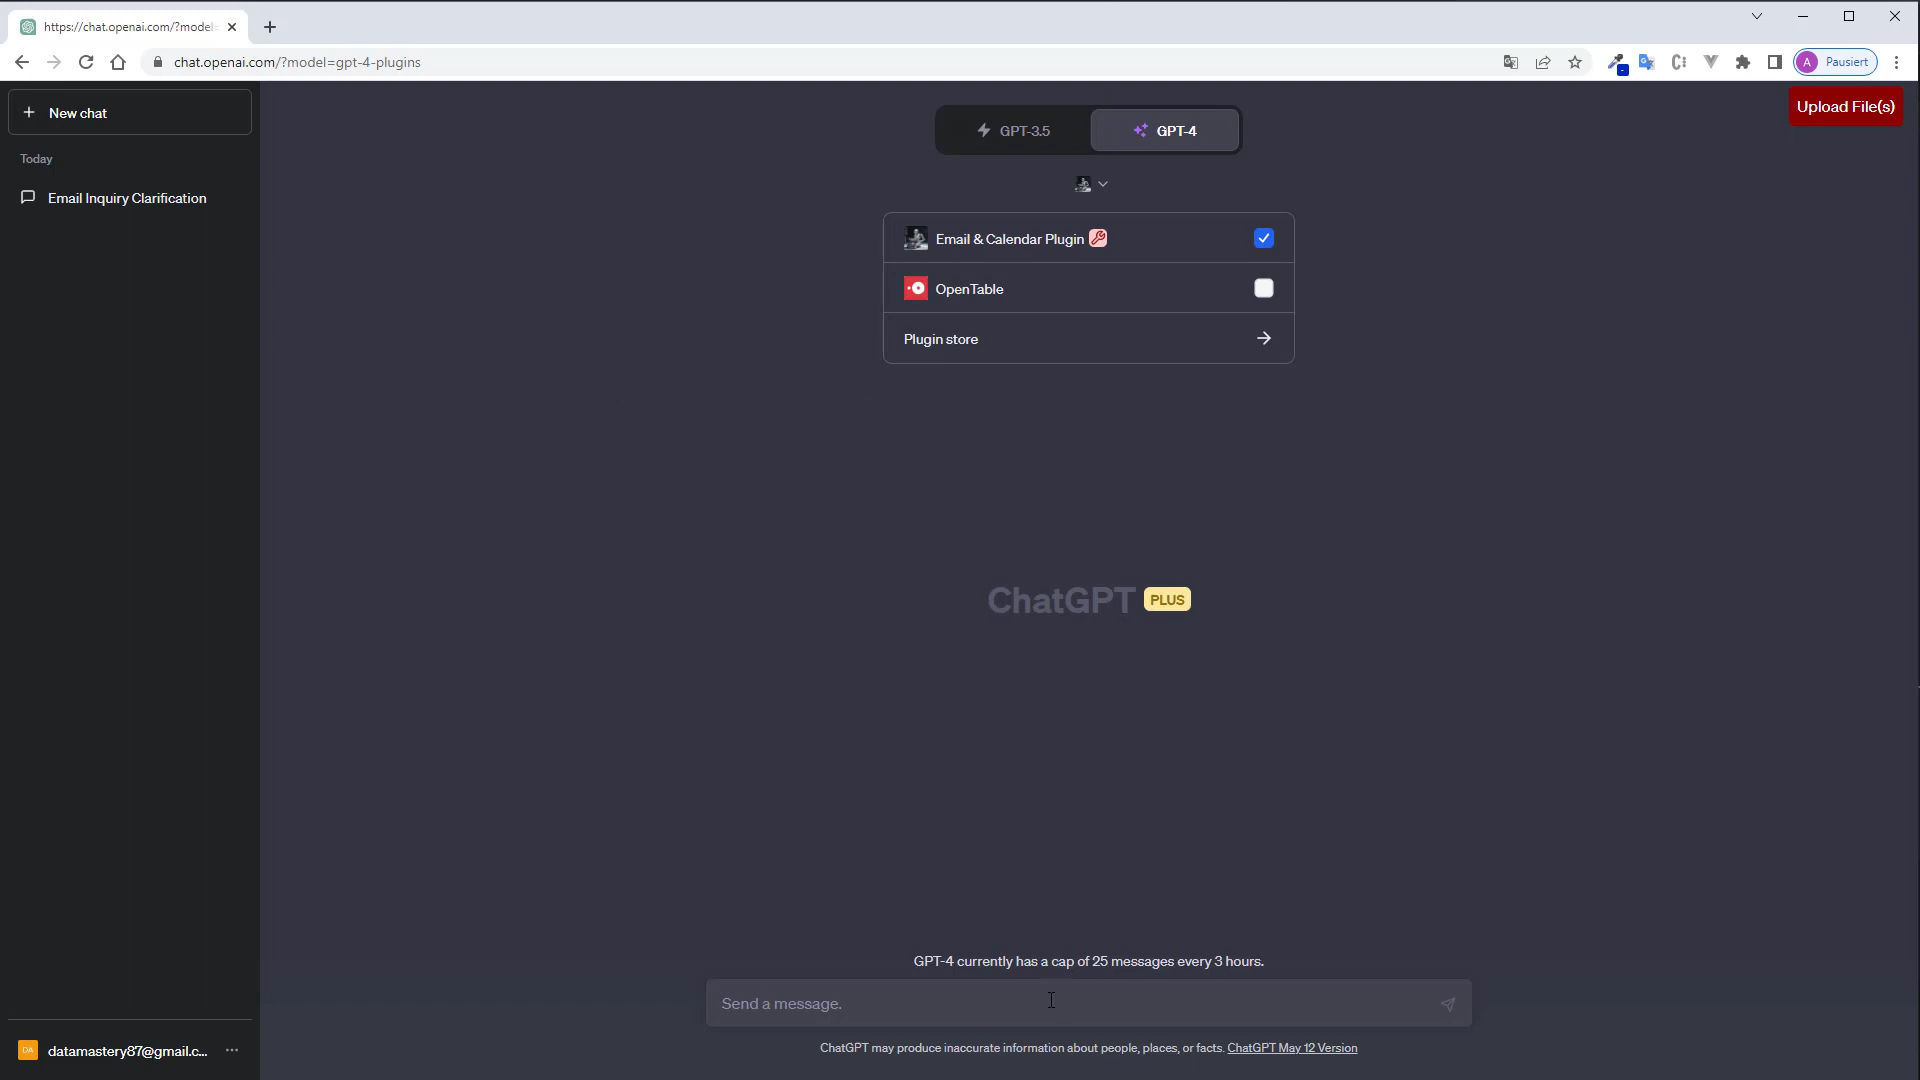 https://chat.openai.com/?model=
chat.openai.com/?model=gpt-4-plugins
A Pausiert
New chat
Upload File(s)
GPT-3.5
GPT-4
Today
Email Inquiry Clarification
Email & Calendar Plugin
OpenTable
Plugin store
ChatGPT PLUS
GPT-4 currently has a cap of 25 messages every 3 hours.
Send a message.
DA datamastery87@gmail.c...
ChatGPT may produce inaccurate information about people, places, or facts. ChatGPT May 12 Version